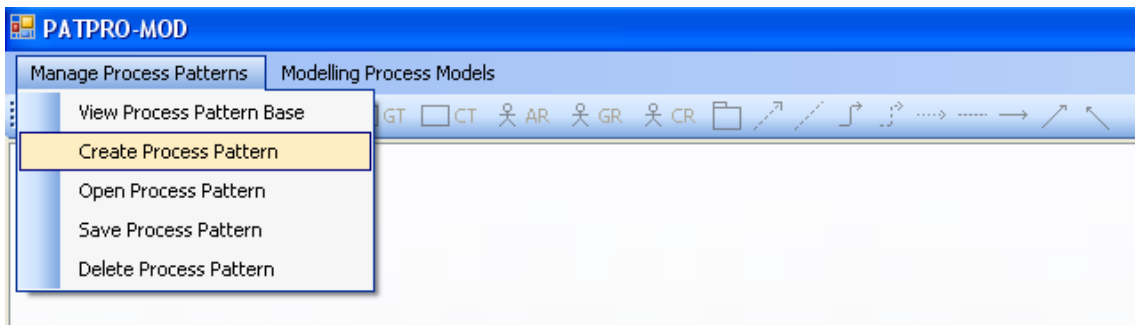 PATPRO-MOD
Manage Process Patterns Modelling Process Models
View Process Pattern Base
GT CT AR GR CR
Create Process Pattern
Open Process Pattern
Save Process Pattern
Delete Process Pattern